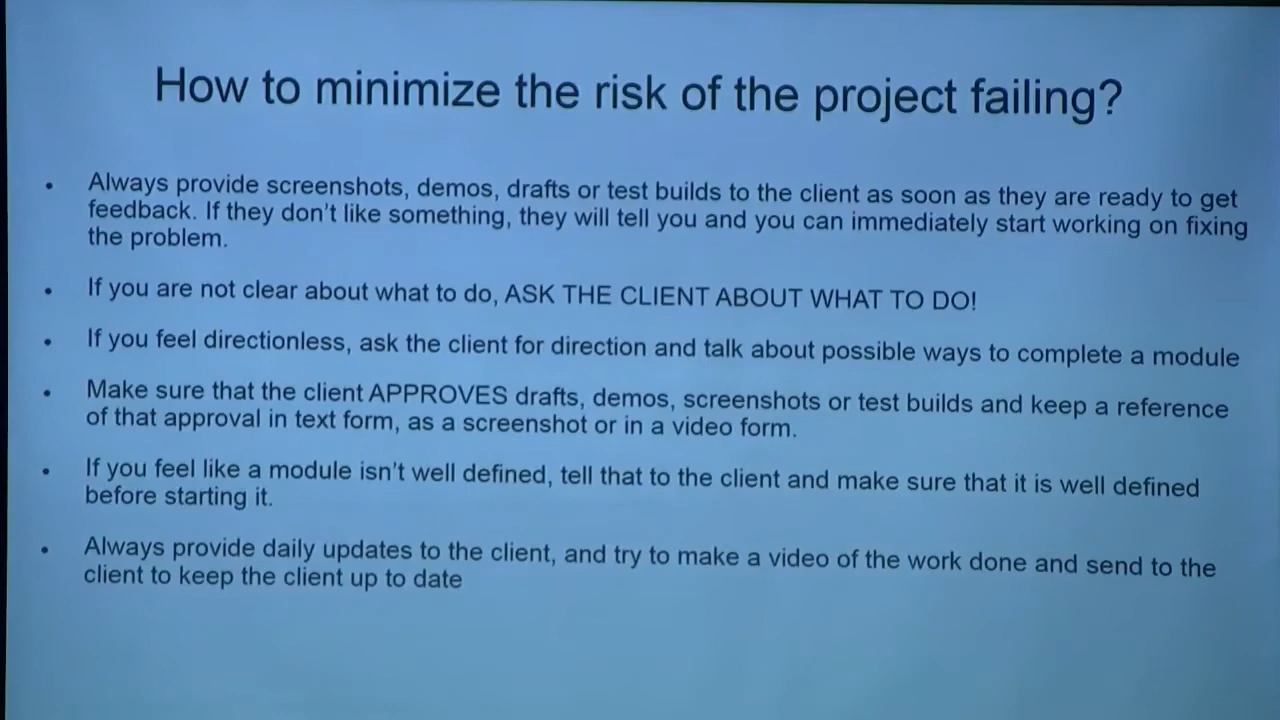 How to minimize the risk of the project failing?
• Always provide screenshots, demos, drafts or test builds to the client as soon as they are ready to get
feedback. If they don't like something, they will tell you and you can immediately start working on fixing
the problem.
• If you are not clear about what to do, ASK THE CLIENT ABOUT WHAT TO DO!
• If you feel directionless, ask the client for direction and talk about possible ways to complete a module
• Make sure that the client APPROVES drafts, demos, screenshots or test builds and keep a reference
of that approval in text form, as a screenshot or in a video form.
• If you feel like a module isn't well defined, tell that to the client and make sure that it is well defined
before starting it.
• Always provide daily updates to the client, and try to make a video of the work done and send to the
client to keep the client up to date